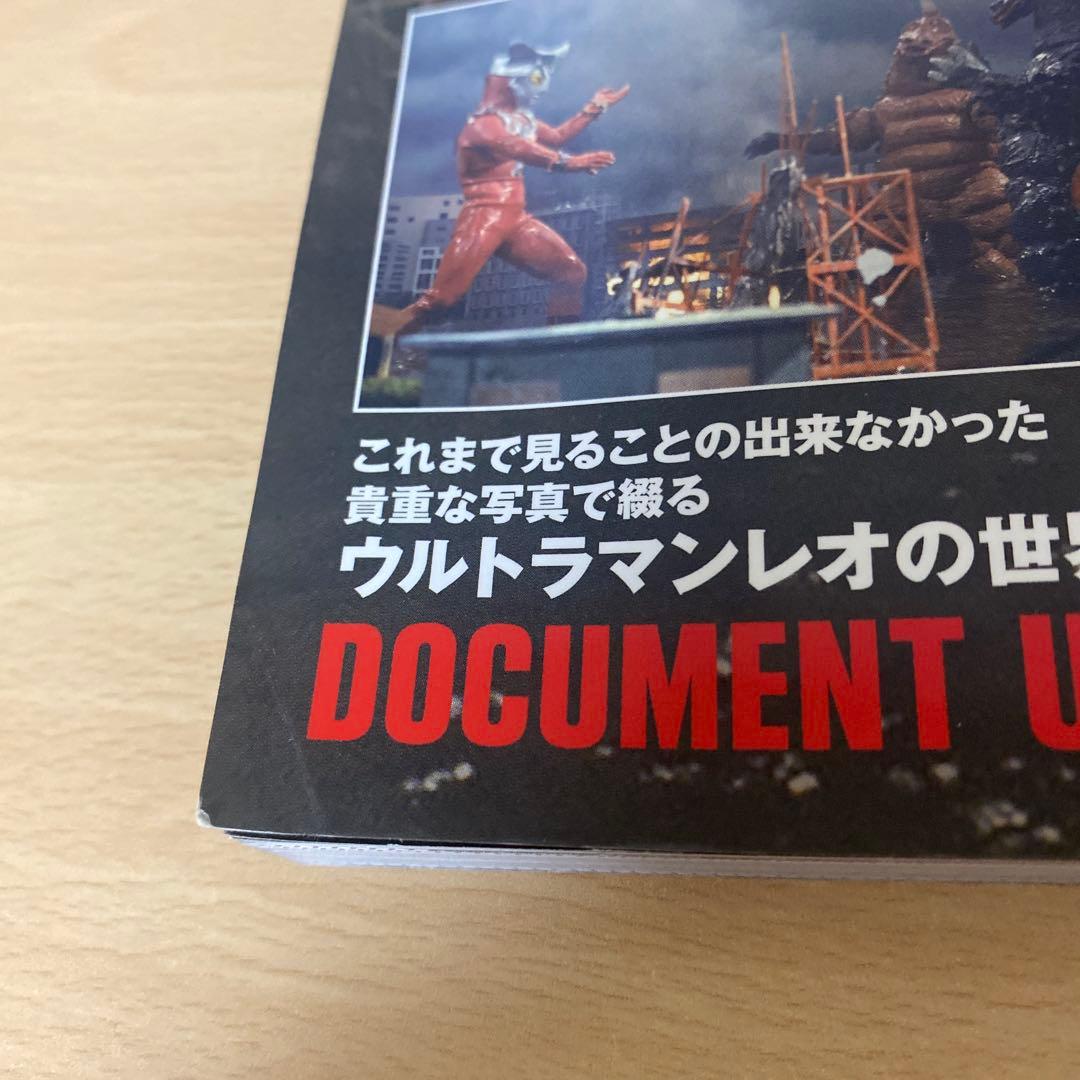 これまで見ることの出来なかった
貴重な写真で綴る
ウルトラマンレオの世界
DOCUMENT U